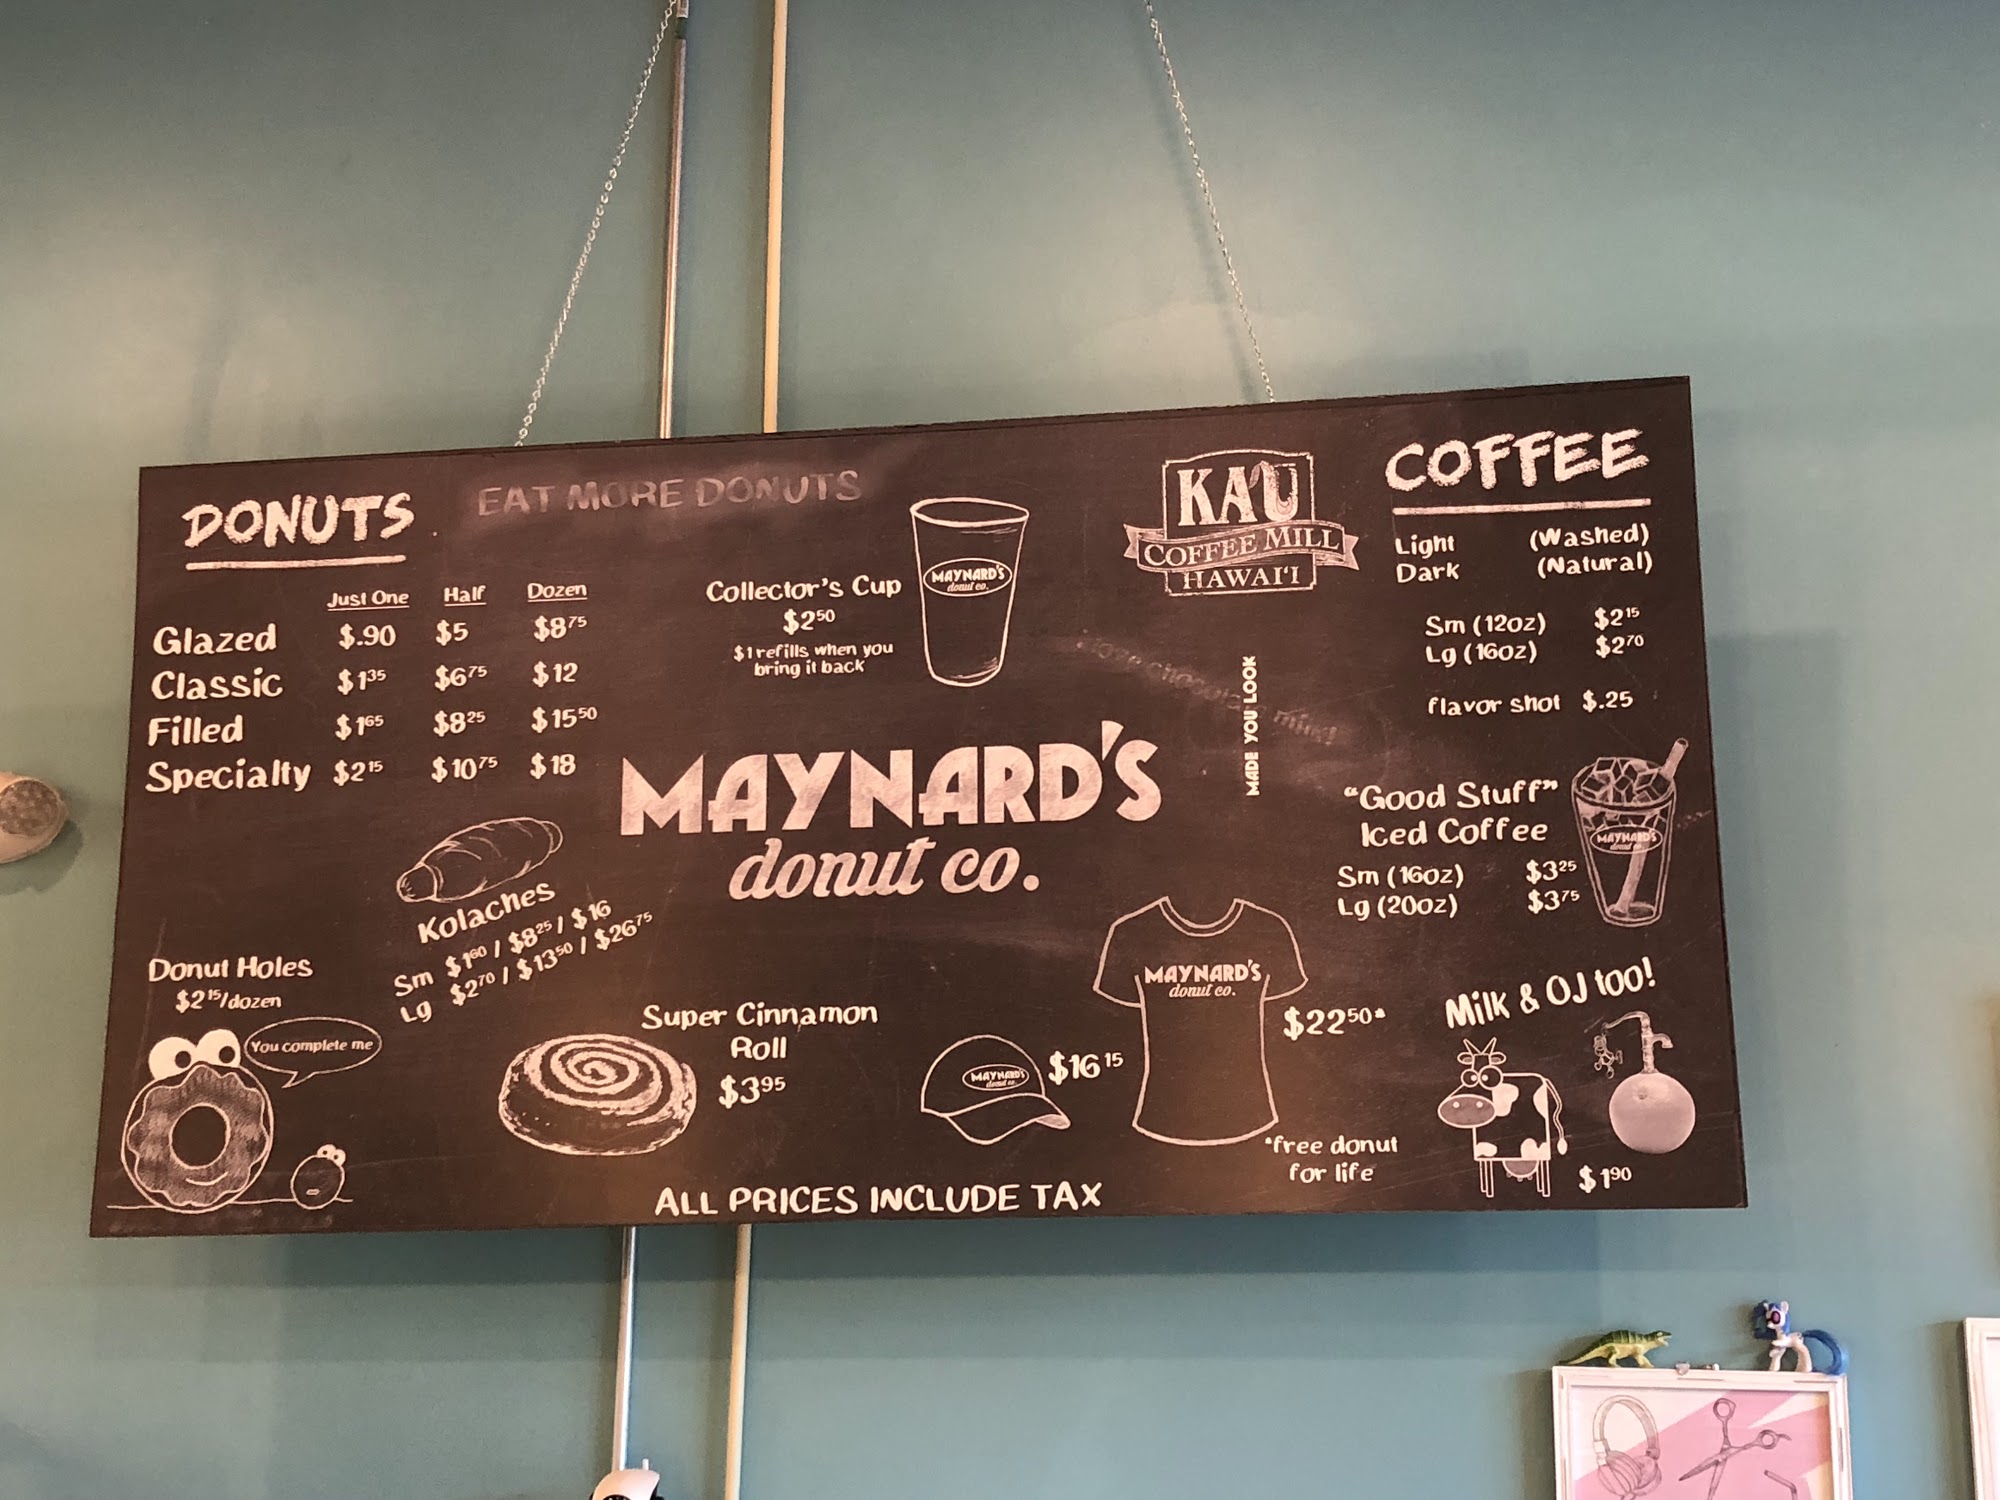 DONUTS
EAT MORE DONUTS
Just One Half Dozen
Glazed $.90 $5 $8 75
Classic $1 35 $6 75 $12
Filled $1 65 $8 25 $15 50
Specialty $2 15 $10 75 $18
Kolaches
Sm $1 60 / $8 25 / $16
Lg $2 70 / $13 50 / $26 75
Donut Holes
$2 15/dozen
You complete me
Collector's Cup
$2 50
$1 refills when you
bring it back
MAYNARD'S
donut co.
MAYNARD'S
donut co.
Super Cinnamon
Roll
$3 95
MAYNARD'S
donut co.
$16 15
MAYNARD'S
donut co.
$22 50*
*free donut
for life
ALL PRICES INCLUDE TAX
KA'U
COFFEE MILL
HAWAI'I
MADE YOU LOOK
COFFEE
Light (Washed)
Dark (Natural)
Sm (12oz) $2 15
Lg (16oz) $2 70
flavor shot $.25
"Good Stuff"
Iced Coffee
Sm (16oz) $3 25
Lg (20oz) $3 75
MAYNARD'S
donut co.
Milk & OJ too!
$1 90